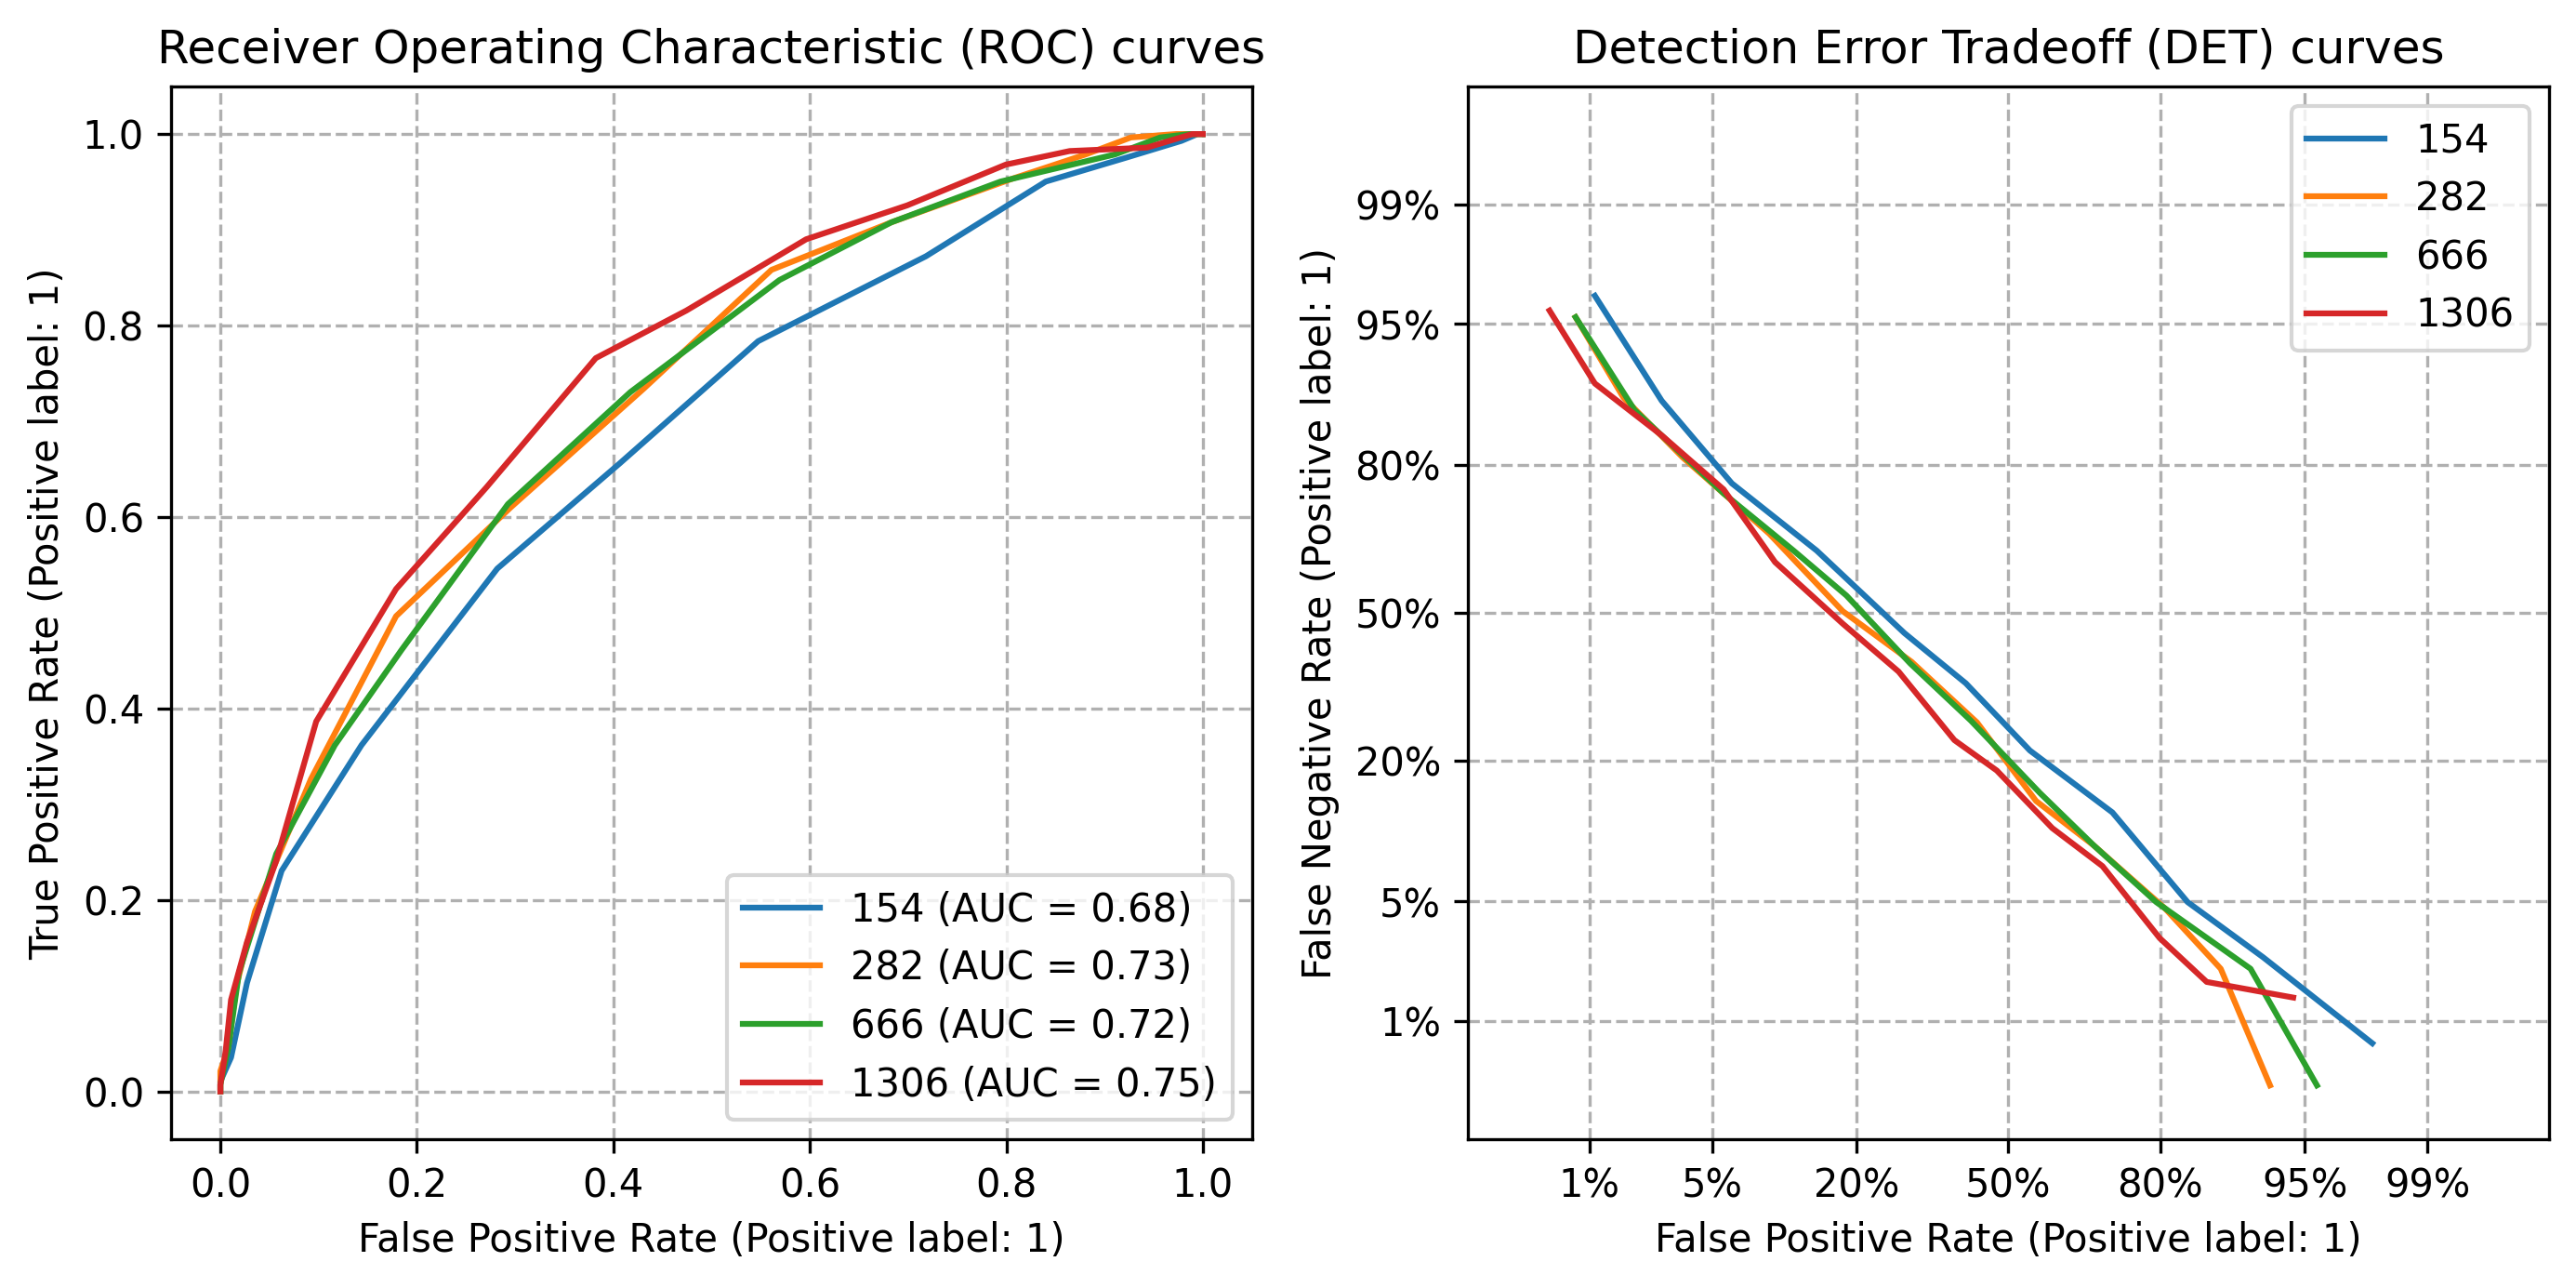 Receiver Operating Characteristic (ROC) curves
True Positive Rate (Positive label: 1)
1.0
0.8
0.6
0.4
0.2
0.0
154 (AUC = 0.68)
282 (AUC = 0.73)
666 (AUC = 0.72)
1306 (AUC = 0.75)
0.0 0.2 0.4 0.6 0.8 1.0
False Positive Rate (Positive label: 1)
Detection Error Tradeoff (DET) curves
False Negative Rate (Positive label: 1)
99%
95%
80%
50%
20%
5%
1%
154
282
666
1306
1% 5% 20% 50% 80% 95% 99%
False Positive Rate (Positive label: 1)